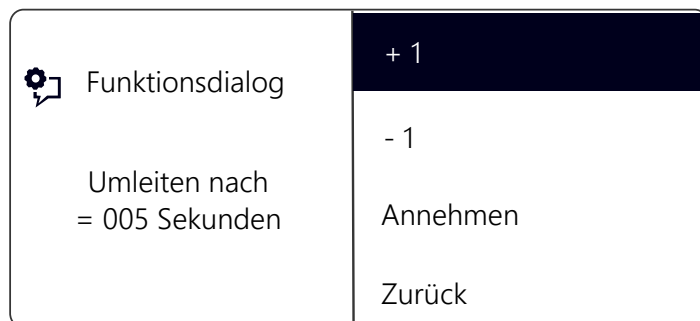 Funktionsdialog
Umleiten nach
= 005 Sekunden
+ 1
- 1
Annehmen
Zurück